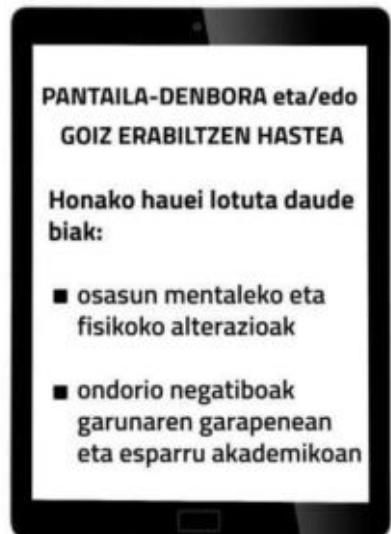 PANTAILA-DENBORA eta/edo
GOIZ ERABILTZEN HASTEA
Honako hauei lotuta daude
biak:
■ osasun mentaleko eta
fisikoko alterazioak
■ ondorio negatiboak
garunaren garapenean
eta esparru akademikoan